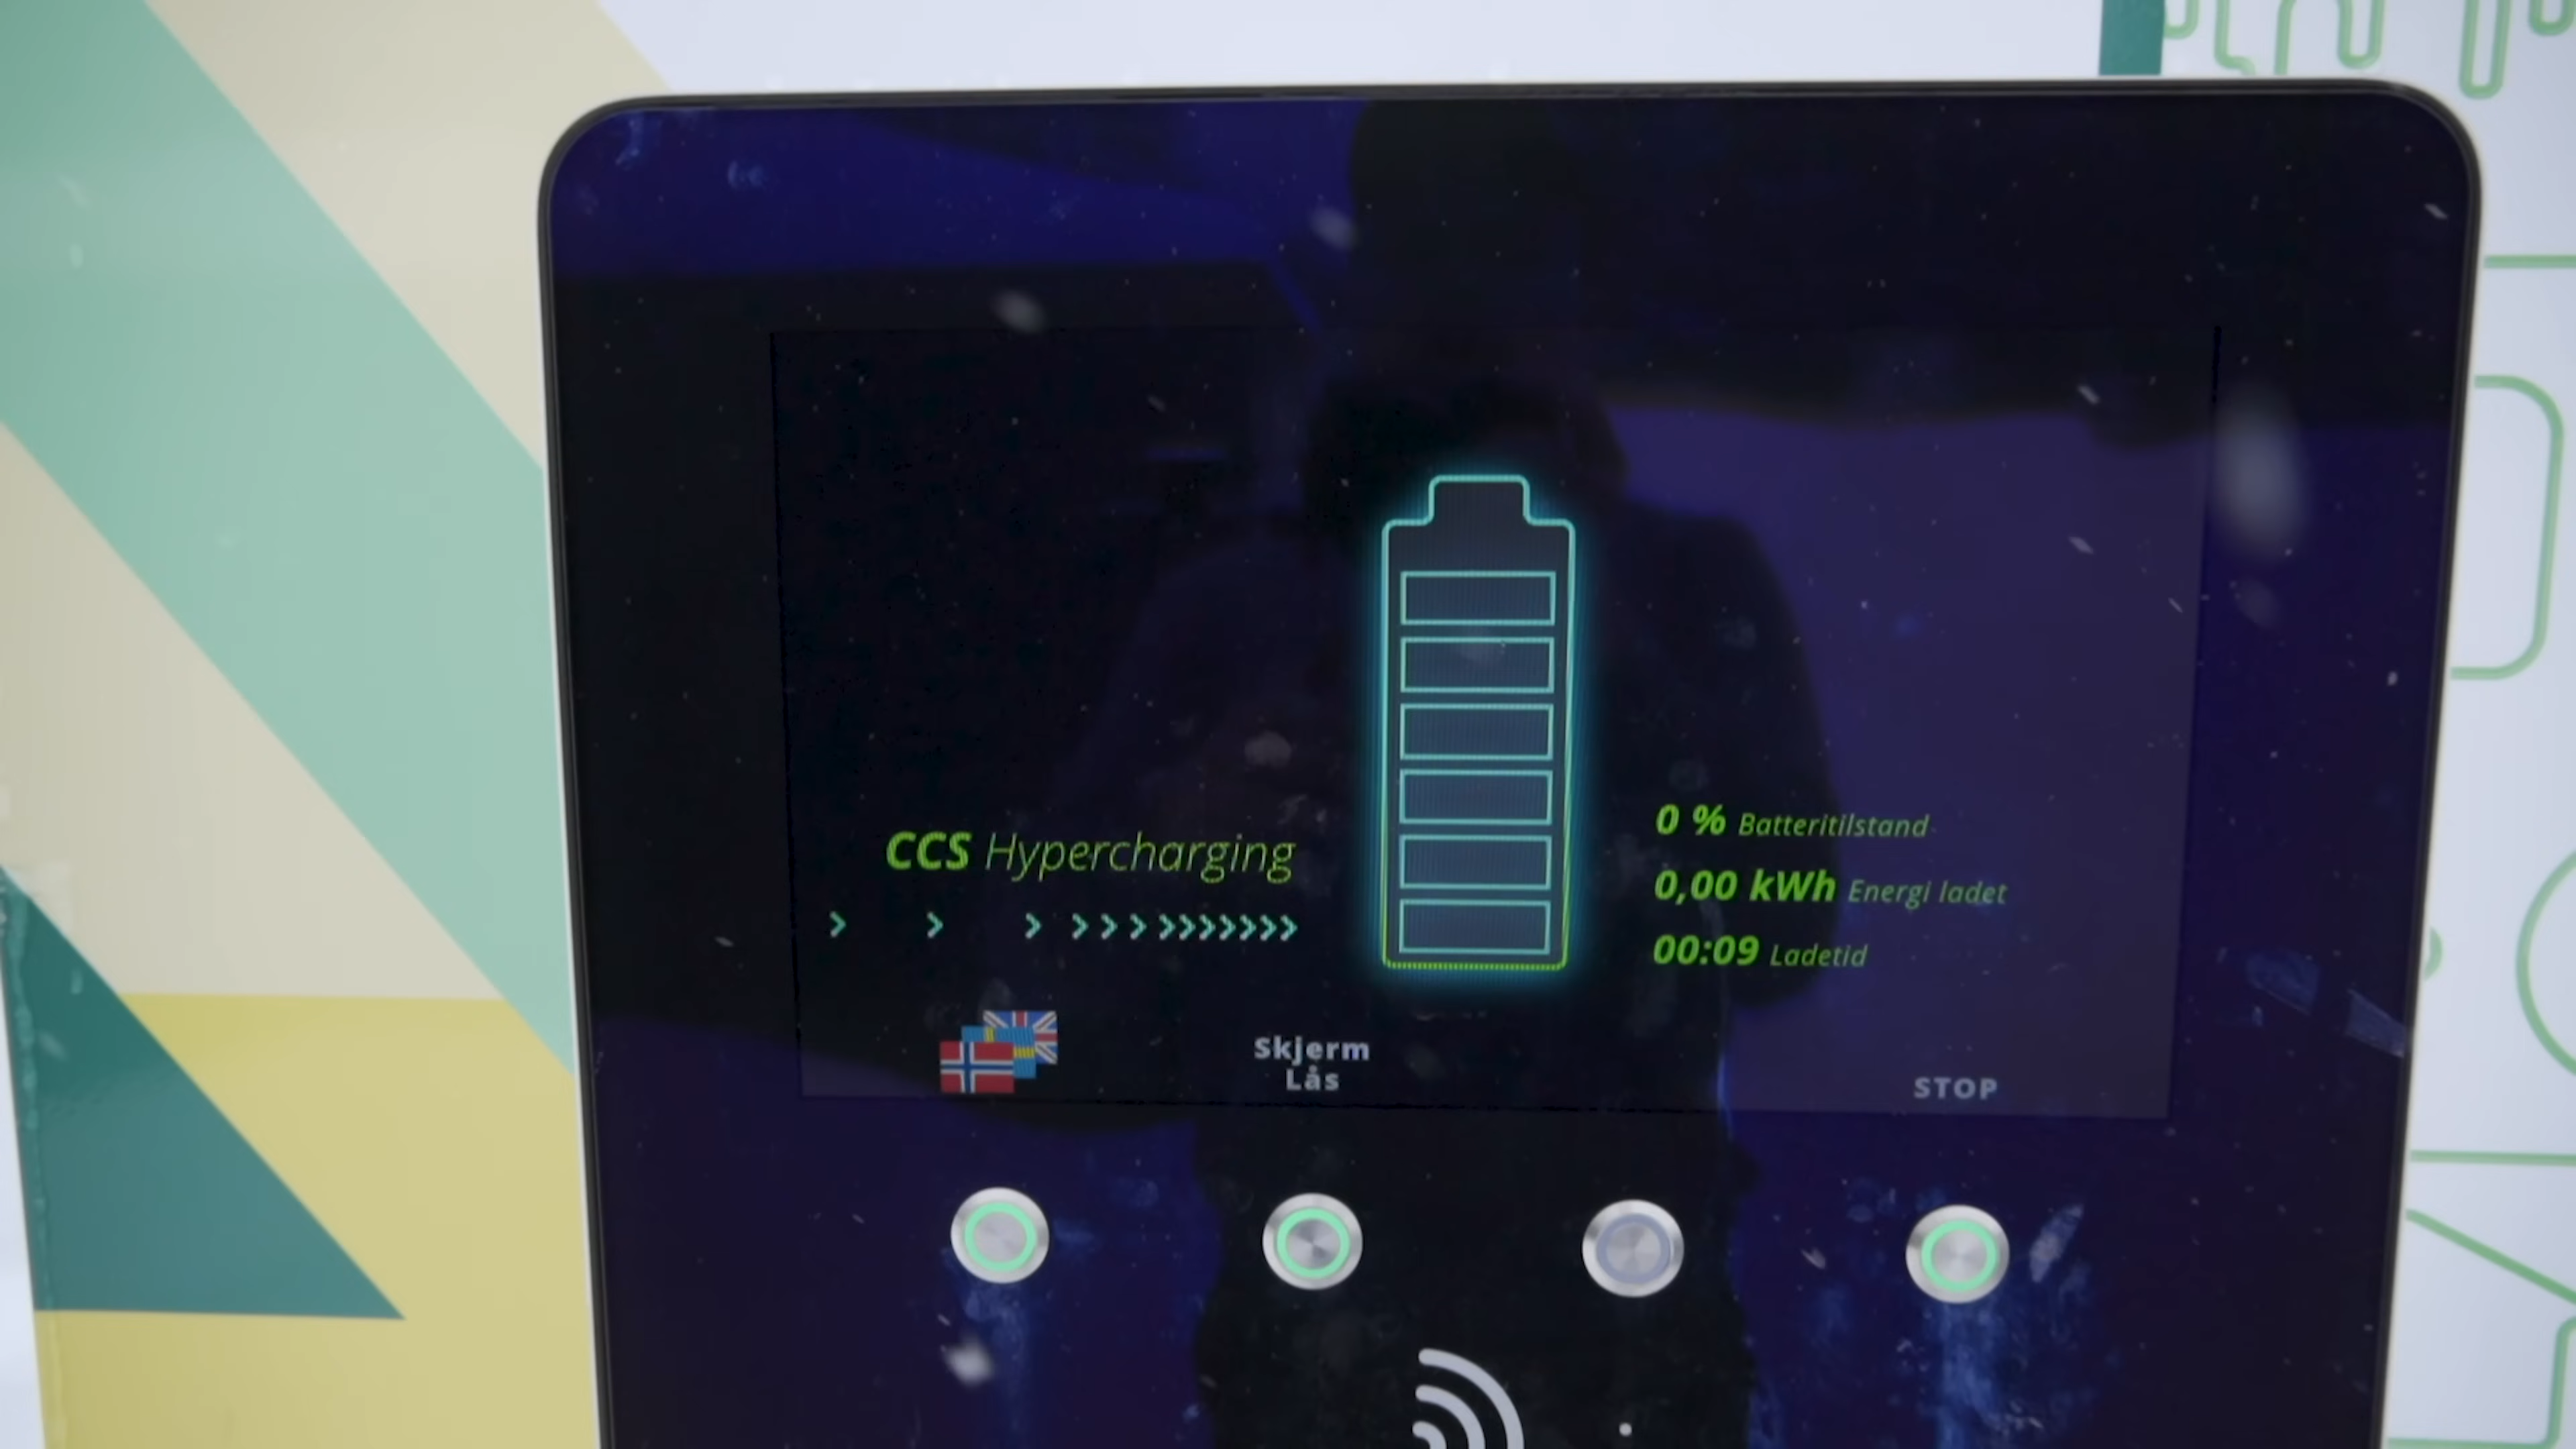 CCS Hypercharging
0 % Batteritilstand
0,00 kWh Energi ladet
00:09 Ladetid
Skjerm
Lås
STOP